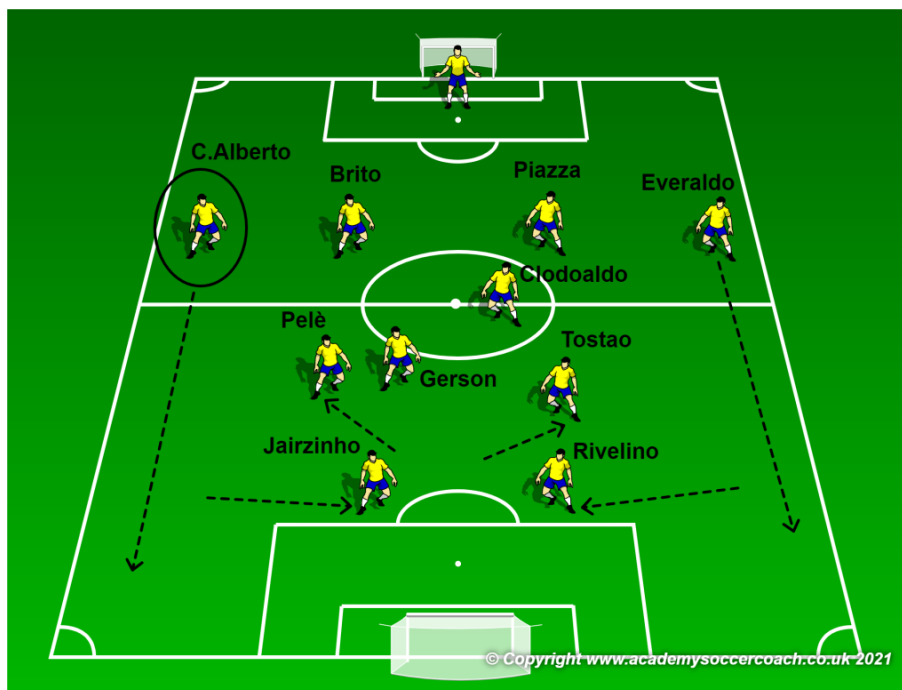 C.Alberto
Brito
Piazza
Everaldo
Clodoaldo
Pelè
Gerson
Tostao
Jairzinho
Rivelino
© Copyright www.academysoccercoach.co.uk 2021